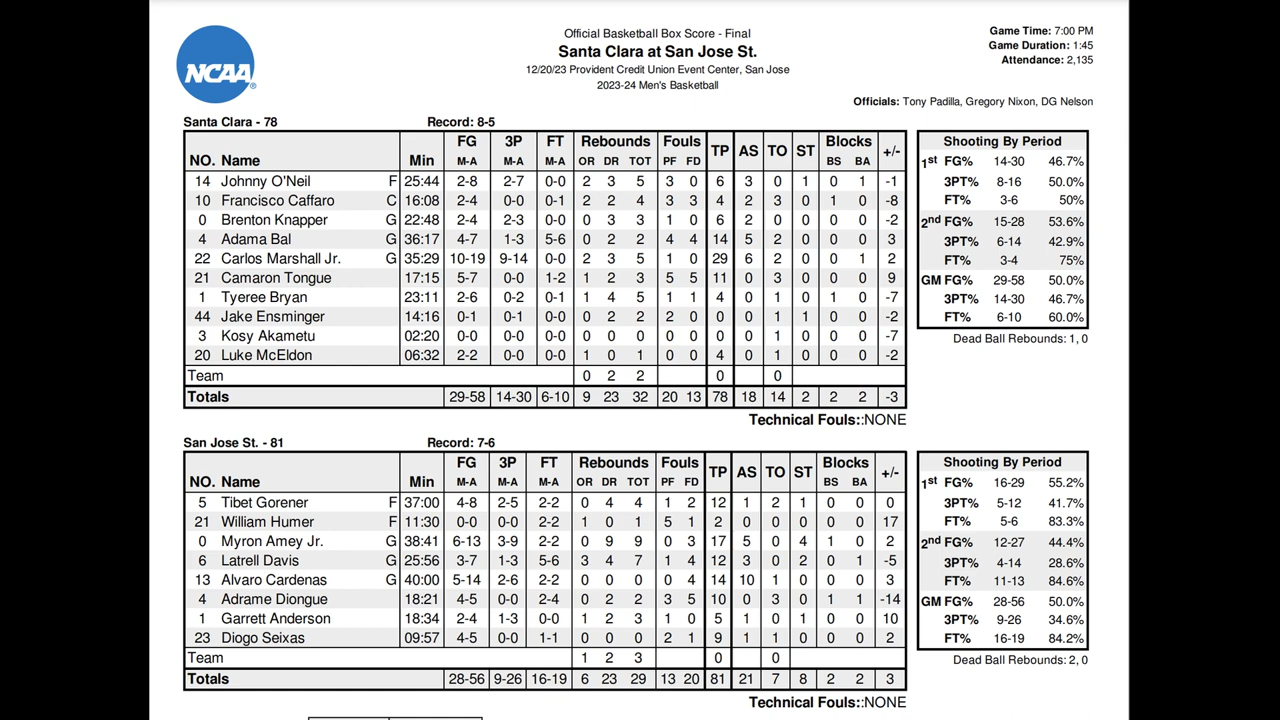 NCAA®
Official Basketball Box Score - Final
Santa Clara at San Jose St.
12/20/23 Provident Credit Union Event Center, San Jose
2023-24 Men's Basketball
Game Time: 7:00 PM
Game Duration: 1:45
Attendance: 2,135
Officials: Tony Padilla, Gregory Nixon, DG Nelson
Santa Clara - 78 Record: 8-5
FG 3P FT Rebounds Fouls TP AS TO ST Blocks +/-
NO. Name Min M-A M-A M-A OR DR TOT PF FD BS BA
14 Johnny O'Neil F 25:44 2-8 2-7 0-0 2 3 5 3 0 6 3 0 1 0 1 -1
10 Francisco Caffaro C 16:08 2-4 0-0 0-1 2 2 4 3 3 4 2 3 0 1 0 -8
0 Brenton Knapper G 22:48 2-4 2-3 0-0 0 3 3 1 0 6 2 0 0 0 0 -2
4 Adama Bal G 36:17 4-7 1-3 5-6 0 2 2 4 4 14 5 2 0 0 0 3
22 Carlos Marshall Jr. G 35:29 10-19 9-14 0-0 2 3 5 1 0 29 6 2 0 0 1 2
21 Camaron Tongue 17:15 5-7 0-0 1-2 1 2 3 5 5 11 0 3 0 0 0 9
1 Tyeree Bryan 23:11 2-6 0-2 0-1 1 4 5 1 1 4 0 1 0 1 0 -7
44 Jake Ensminger 14:16 0-1 0-1 0-0 0 2 2 2 0 0 0 1 1 0 0 -2
3 Kosy Akametu 02:20 0-0 0-0 0-0 0 0 0 0 0 0 0 1 0 0 0 -7
20 Luke McEldon 06:32 2-2 0-0 0-0 1 0 1 0 0 4 0 1 0 0 0 -2
Team 0 2 2 0 0
Totals 29-58 14-30 6-10 9 23 32 20 13 78 18 14 2 2 2 -3
Technical Fouls::NONE
Shooting By Period
1st FG% 14-30 46.7%
3PT% 8-16 50.0%
FT% 3-6 50%
2nd FG% 15-28 53.6%
3PT% 6-14 42.9%
FT% 3-4 75%
GM FG% 29-58 50.0%
3PT% 14-30 46.7%
FT% 6-10 60.0%
Dead Ball Rebounds: 1, 0
San Jose St. - 81 Record: 7-6
FG 3P FT Rebounds Fouls TP AS TO ST Blocks +/-
NO. Name Min M-A M-A M-A OR DR TOT PF FD BS BA
5 Tibet Gorener F 37:00 4-8 2-5 2-2 0 4 4 1 2 12 1 2 1 0 0 0
21 William Humer F 11:30 0-0 0-0 2-2 1 0 1 5 1 2 0 0 0 0 0 17
0 Myron Amey Jr. G 38:41 6-13 3-9 2-2 0 9 9 0 3 17 5 0 4 1 0 2
6 Latrell Davis G 25:56 3-7 1-3 5-6 3 4 7 1 4 12 3 0 2 0 1 -5
13 Alvaro Cardenas G 40:00 5-14 2-6 2-2 0 0 0 0 4 14 10 1 0 0 0 3
4 Adrame Diongue 18:21 4-5 0-0 2-4 0 2 2 3 5 10 0 3 0 1 1 -14
1 Garrett Anderson 18:34 2-4 1-3 0-0 1 2 3 1 0 5 1 0 1 0 0 10
23 Diogo Seixas 09:57 4-5 0-0 1-1 0 0 0 2 1 9 1 1 0 0 0 2
Team 1 2 3 0 0
Totals 28-56 9-26 16-19 6 23 29 13 20 81 21 7 8 2 2 3
Technical Fouls::NONE
Shooting By Period
1st FG% 16-29 55.2%
3PT% 5-12 41.7%
FT% 5-6 83.3%
2nd FG% 12-27 44.4%
3PT% 4-14 28.6%
FT% 11-13 84.6%
GM FG% 28-56 50.0%
3PT% 9-26 34.6%
FT% 16-19 84.2%
Dead Ball Rebounds: 2, 0